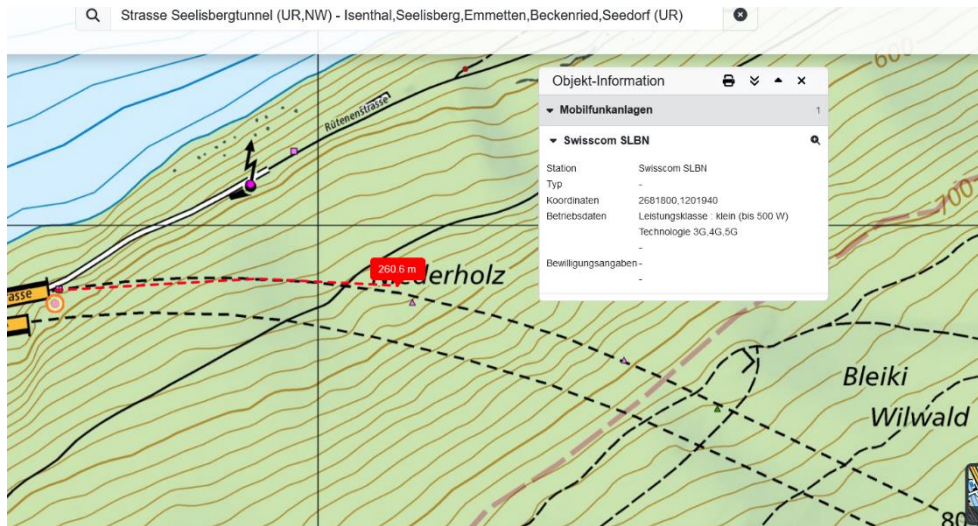 Strasse Seelisbergtunnel (UR,NW) - Isenthal,Seelisberg,Emmetten,Beckenried,Seedorf (UR)
600
Objekt-Information
Mobilfunkanlagen 1
Swisscom SLBN
Station Swisscom SLBN
Typ -
Koordinaten 2681800,1201940
Betriebsdaten Leistungsklasse : klein (bis 500 W)
Technologie 3G,4G,5G
-
Bewilligungsangaben -
-
Rütenenstrasse
700
260.6 m
ederholz
asse
Bleiki
Wilwald
80